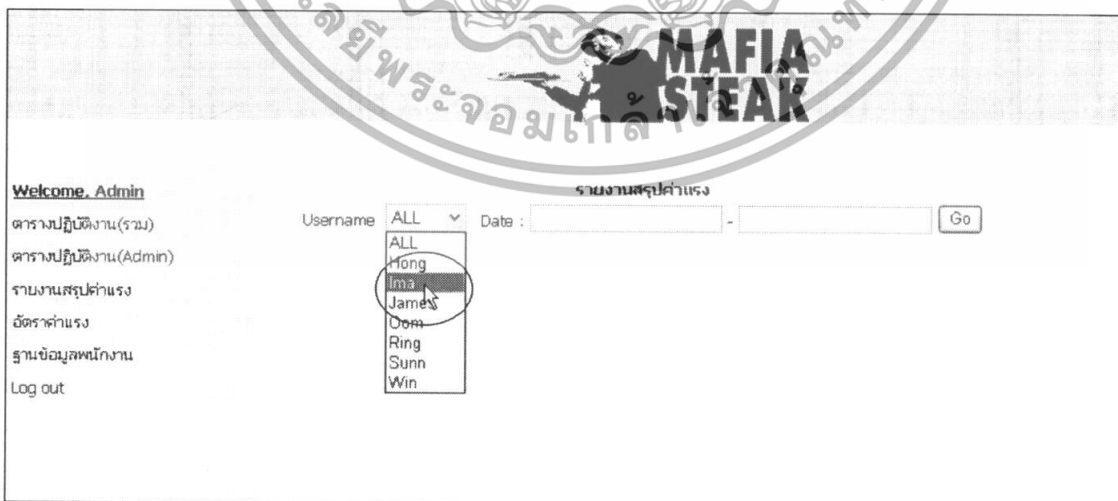 MAFIA
STEAK
Welcome, Admin
รายงานสรุปค่าแรง
ตารางปฏิบัติงาน(รวม)
Username ALL Date : - Go
ตารางปฏิบัติงาน(Admin)
รายงานสรุปค่าแรง
อัตราค่าแรง
ฐานข้อมูลพนักงาน
Log out
ALL
Hong
Ima
James
Oom
Ring
Sunn
Win